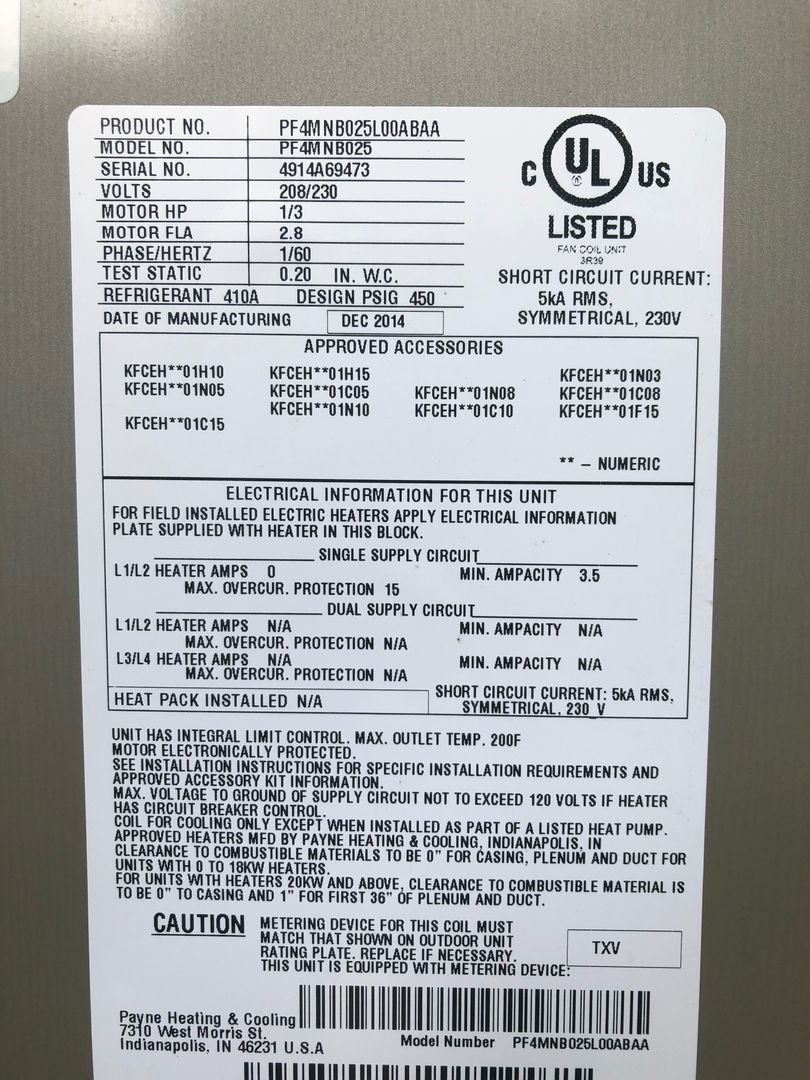 PRODUCT NO. PF4MNB025L00ABAA
MODEL NO. PF4MNB025
SERIAL NO. 4914A69473
VOLTS 208/230
MOTOR HP 1/3
MOTOR FLA 2.8
PHASE/HERTZ 1/60
TEST STATIC 0.20 IN. W.C.
REFRIGERANT 410A DESIGN PSIG 450
DATE OF MANUFACTURING DEC 2014
C UL US
LISTED
FAN COIL UNIT
3R39
SHORT CIRCUIT CURRENT:
5kA RMS,
SYMMETRICAL, 230V
APPROVED ACCESSORIES
KFCEH**01H10 KFCEH**01H15 KFCEH**01N03
KFCEH**01N05 KFCEH**01C05 KFCEH**01N08 KFCEH**01C08
KFCEH**01N10 KFCEH**01C10 KFCEH**01F15
KFCEH**01C15
** – NUMERIC
ELECTRICAL INFORMATION FOR THIS UNIT
FOR FIELD INSTALLED ELECTRIC HEATERS APPLY ELECTRICAL INFORMATION
PLATE SUPPLIED WITH HEATER IN THIS BLOCK.
SINGLE SUPPLY CIRCUIT
L1/L2 HEATER AMPS 0 MIN. AMPACITY 3.5
MAX. OVERCUR. PROTECTION 15
DUAL SUPPLY CIRCUIT
L1/L2 HEATER AMPS N/A MIN. AMPACITY N/A
MAX. OVERCUR. PROTECTION N/A
L3/L4 HEATER AMPS N/A MIN. AMPACITY N/A
MAX. OVERCUR. PROTECTION N/A
HEAT PACK INSTALLED N/A
SHORT CIRCUIT CURRENT: 5kA RMS,
SYMMETRICAL, 230 V
UNIT HAS INTEGRAL LIMIT CONTROL. MAX. OUTLET TEMP. 200F
MOTOR ELECTRONICALLY PROTECTED.
SEE INSTALLATION INSTRUCTIONS FOR SPECIFIC INSTALLATION REQUIREMENTS AND
APPROVED ACCESSORY KIT INFORMATION.
MAX. VOLTAGE TO GROUND OF SUPPLY CIRCUIT NOT TO EXCEED 120 VOLTS IF HEATER
HAS CIRCUIT BREAKER CONTROL.
COIL FOR COOLING ONLY EXCEPT WHEN INSTALLED AS PART OF A LISTED HEAT PUMP.
APPROVED HEATERS MFD BY PAYNE HEATING & COOLING, INDIANAPOLIS, IN
CLEARANCE TO COMBUSTIBLE MATERIALS TO BE 0" FOR CASING, PLENUM AND DUCT FOR
UNITS WITH 0 TO 18KW HEATERS.
FOR UNITS WITH HEATERS 20KW AND ABOVE, CLEARANCE TO COMBUSTIBLE MATERIAL IS
TO BE 0" TO CASING AND 1" FOR FIRST 36" OF PLENUM AND DUCT.
CAUTION
METERING DEVICE FOR THIS COIL MUST
MATCH THAT SHOWN ON OUTDOOR UNIT
RATING PLATE. REPLACE IF NECESSARY.
THIS UNIT IS EQUIPPED WITH METERING DEVICE:
TXV
Payne Heating & Cooling
7310 West Morris St.
Indianapolis, IN 46231 U.S.A
Model Number PF4MNB025L00ABAA